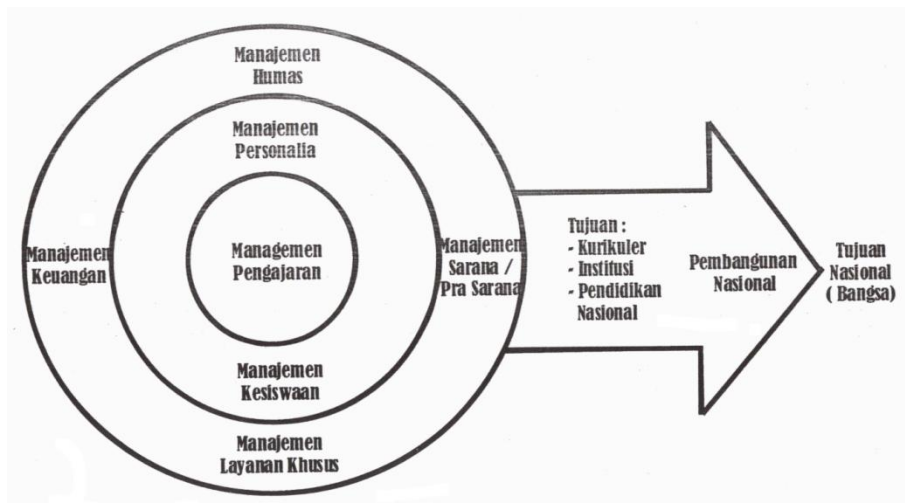 Manajemen
Humas
Manajemen
Personalia
Manajemen
Keuangan
Managemen
Pengajaran
Manajemen
Sarana /
Pra Sarana
Manajemen
Kesiswaan
Manajemen
Layanan Khusus
Tujuan :
- Kurikuler
- Institusi
- Pendidikan
Nasional
Pembangunan
Nasional
Tujuan
Nasional
( Bangsa)